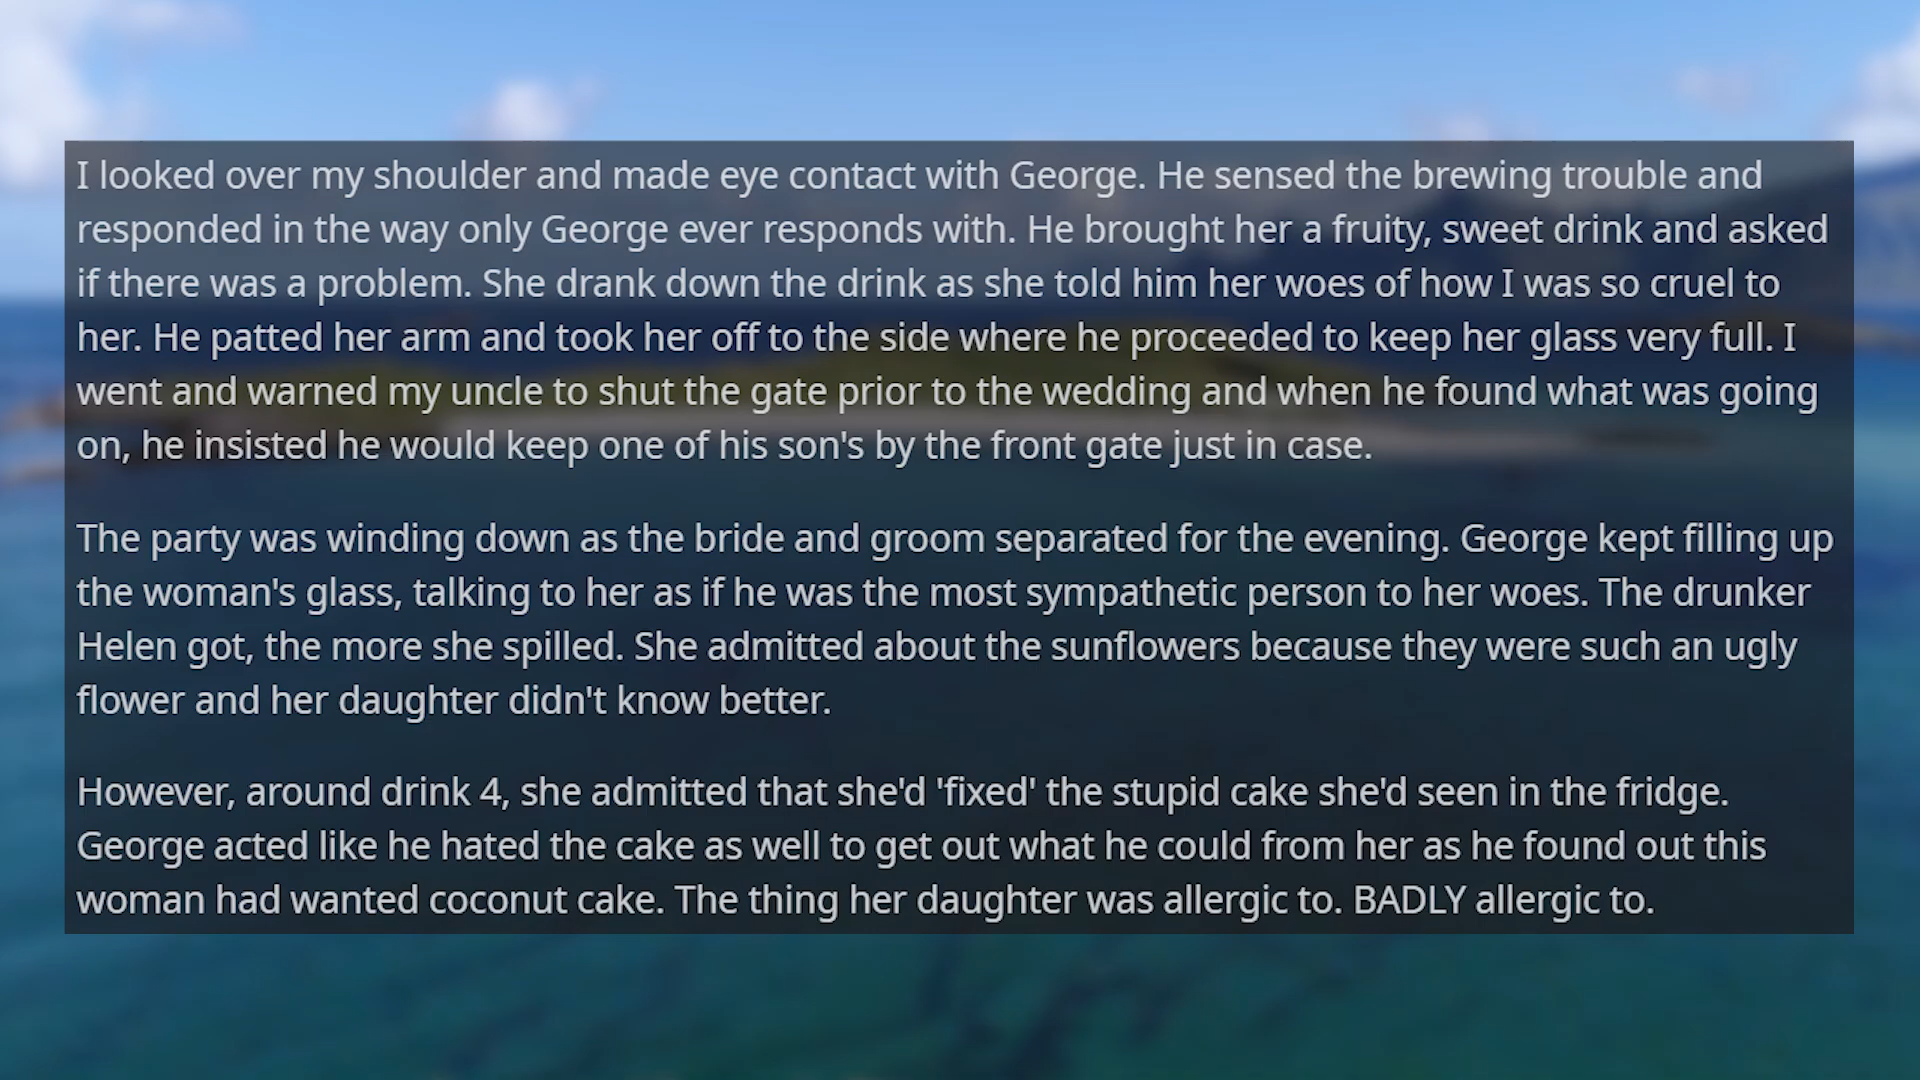 I looked over my shoulder and made eye contact with George. He sensed the brewing trouble and
responded in the way only George ever responds with. He brought her a fruity, sweet drink and asked
if there was a problem. She drank down the drink as she told him her woes of how I was so cruel to
her. He patted her arm and took her off to the side where he proceeded to keep her glass very full. I
went and warned my uncle to shut the gate prior to the wedding and when he found what was going
on, he insisted he would keep one of his son's by the front gate just in case.
The party was winding down as the bride and groom separated for the evening. George kept filling up
the woman's glass, talking to her as if he was the most sympathetic person to her woes. The drunker
Helen got, the more she spilled. She admitted about the sunflowers because they were such an ugly
flower and her daughter didn't know better.
However, around drink 4, she admitted that she'd 'fixed' the stupid cake she'd seen in the fridge.
George acted like he hated the cake as well to get out what he could from her as he found out this
woman had wanted coconut cake. The thing her daughter was allergic to. BADLY allergic to.